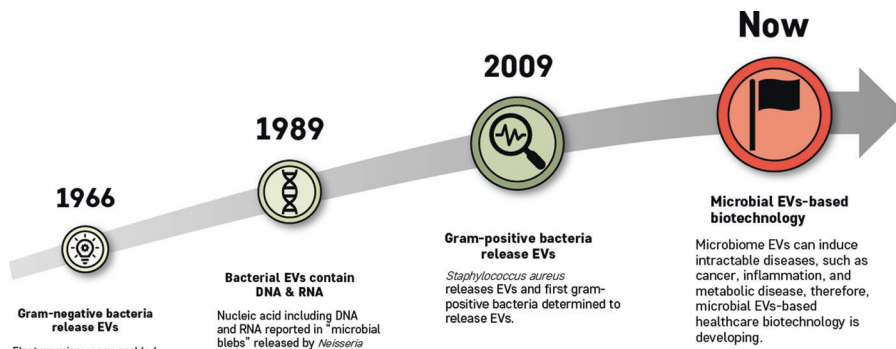 1966
Gram-negative bacteria
release EVs
1989
Bacterial EVs contain
DNA & RNA
Nucleic acid including DNA
and RNA reported in "microbial
blebs" released by Neisseria
2009
Gram-positive bacteria
release EVs
Staphylococcus aureus
releases EVs and first gram-
positive bacteria determined to
release EVs.
Now
Microbial EVs-based
biotechnology
Microbiome EVs can induce
intractable diseases, such as
cancer, inflammation, and
metabolic disease, therefore,
microbial EVs-based
healthcare biotechnology is
developing.